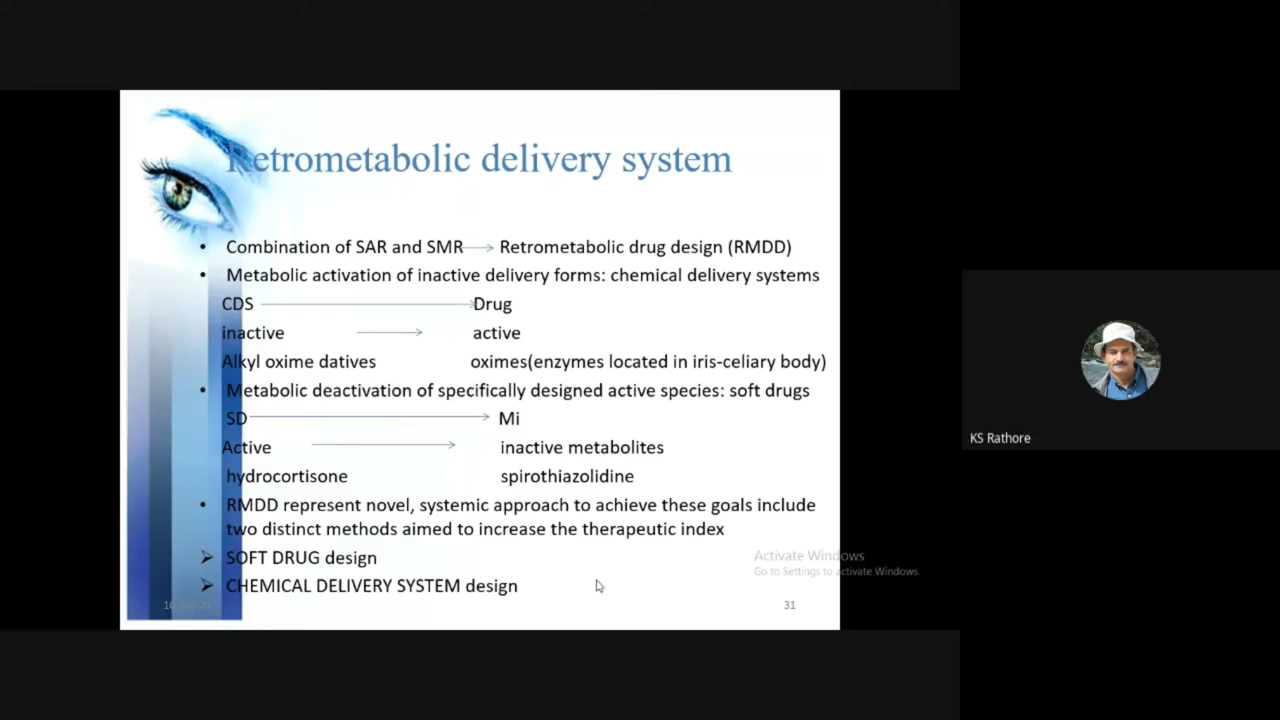 Retrometabolic delivery system
• Combination of SAR and SMR → Retrometabolic drug design (RMDD)
• Metabolic activation of inactive delivery forms: chemical delivery systems
CDS → Drug
inactive → active
Alkyl oxime datives oximes(enzymes located in iris-celiary body)
• Metabolic deactivation of specifically designed active species: soft drugs
SD → Mi
Active → inactive metabolites
hydrocortisone spirothiazolidine
• RMDD represent novel, systemic approach to achieve these goals include
two distinct methods aimed to increase the therapeutic index
➢ SOFT DRUG design
➢ CHEMICAL DELIVERY SYSTEM design
31
Activate Windows
Go to Settings to activate Windows.
KS Rathore